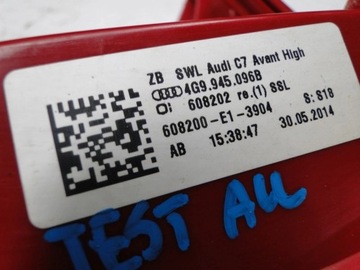 ZB SWL Audi C7 Avant High
4G9.945.096B
608202 re.(1) SSL
608200-E1-3904 S: S18
AB 15:38:47 30.05.2014
TEST AU